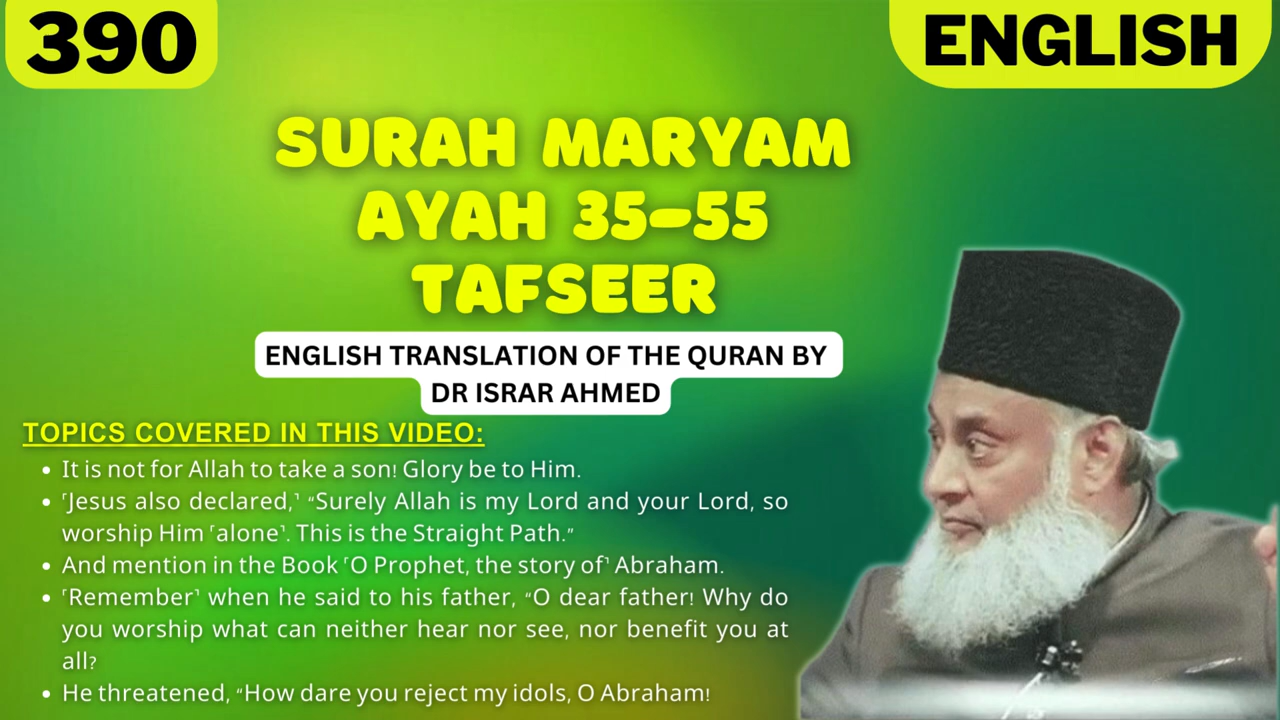 390
ENGLISH
SURAH MARYAM
AYAH 35-55
TAFSEER
ENGLISH TRANSLATION OF THE QURAN BY
DR ISRAR AHMED
TOPICS COVERED IN THIS VIDEO:
• It is not for Allah to take a son! Glory be to Him.
• ˹Jesus also declared,˺ “Surely Allah is my Lord and your Lord, so
worship Him ˹alone˺. This is the Straight Path.”
• And mention in the Book ˹O Prophet, the story of˺ Abraham.
• ˹Remember˺ when he said to his father, “O dear father! Why do
you worship what can neither hear nor see, nor benefit you at
all?
• He threatened, “How dare you reject my idols, O Abraham!